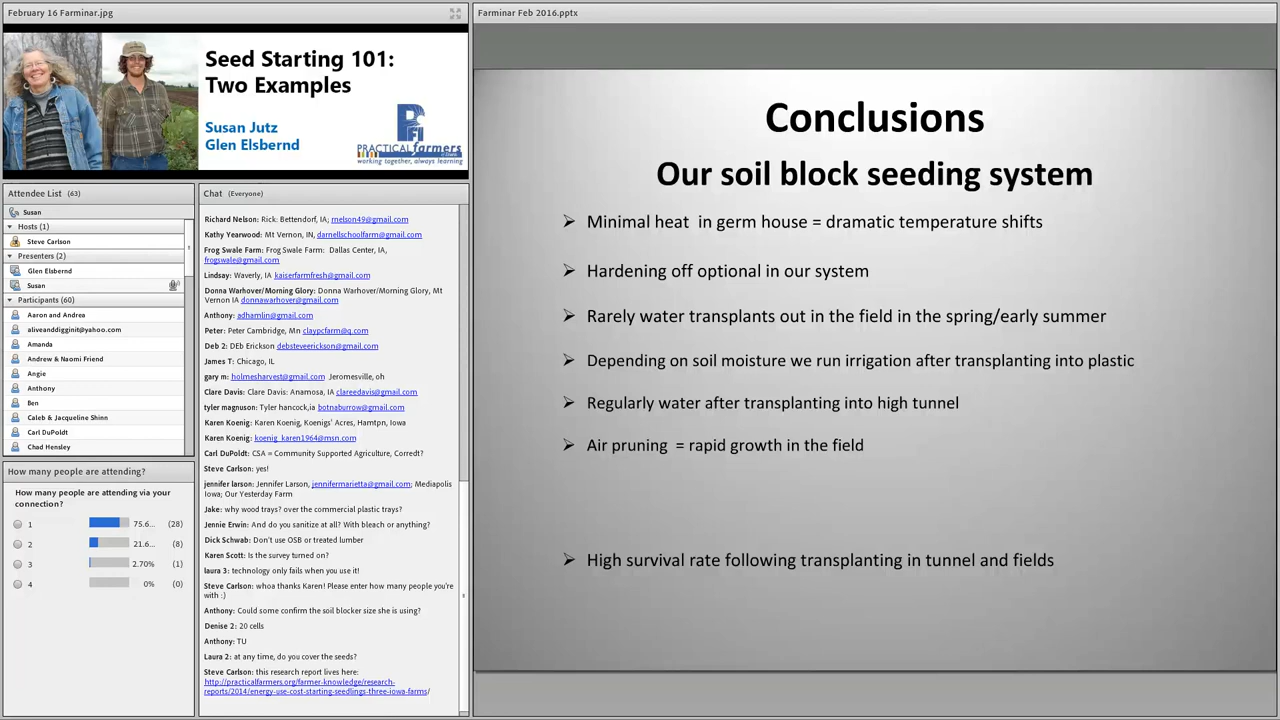 February 16 Farminar.jpg
Seed Starting 101:
Two Examples
Susan Jutz
Glen Elsbernd
PFI
PRACTICAL farmers
working together, always learning
Attendee List (63)
Susan
Hosts (1)
Steve Carlson
Presenters (2)
Glen Elsbernd
Susan
Participants (60)
Aaron and Andrea
aliveanddigginit@yahoo.com
Amanda
Andrew & Naomi Friend
Angie
Anthony
Ben
Caleb & Jacqueline Shinn
Carl DuPoldt
Chad Hensley
How many people are attending?
How many people are attending via your
connection?
1 75.6... (28)
2 21.6... (8)
3 2.70% (1)
4 0% (0)
Chat (Everyone)
Richard Nelson: Rick: Bettendorf, IA; rnelson49@gmail.com
Kathy Yearwood: Mt Vernon, IN, darnellschoolfarm@gmail.com
Frog Swale Farm: Frog Swale Farm: Dallas Center, IA,
frogswale@gmail.com
Lindsay: Waverly, IA kaiserfarmfresh@gmail.com
Donna Warhover/Morning Glory: Donna Warhover/Morning Glory, Mt
Vernon IA donnawarhover@gmail.com
Anthony: adhamlin@gmail.com
Peter: Peter Cambridge, Mn claypcfarm@q.com
Deb 2: DEb Erickson debsteveerickson@gmail.com
James T: Chicago, IL
gary m: holmesharvest@gmail.com Jeromesville, oh
Clare Davis: Clare Davis: Anamosa, IA clareedavis@gmail.com
tyler magnuson: Tyler hancock,ia botnaburrow@gmail.com
Karen Koenig: Karen Koenig, Koenigs' Acres, Hamtpn, Iowa
Karen Koenig: koenig_karen1964@msn.com
Carl DuPoldt: CSA = Community Supported Agriculture, Corredt?
Steve Carlson: yes!
jennifer larson: Jennifer Larson, jennifermarietta@gmail.com; Mediapolis
Iowa; Our Yesterday Farm
Jake: why wood trays? over the commercial plastic trays?
Jennie Erwin: And do you sanitize at all? With bleach or anything?
Dick Schwab: Don't use OSB or treated lumber
Karen Scott: Is the survey turned on?
laura 3: technology only fails when you use it!
Steve Carlson: whoa thanks Karen! Please enter how many people you're
with :)
Anthony: Could some confirm the soil blocker size she is using?
Denise 2: 20 cells
Anthony: TU
Laura 2: at any time, do you cover the seeds?
Steve Carlson: this research report lives here:
http://practicalfarmers.org/farmer-knowledge/research-
reports/2014/energy-use-cost-starting-seedlings-three-iowa-farms/
Farminar Feb 2016.pptx
Conclusions
Our soil block seeding system
➢ Minimal heat in germ house = dramatic temperature shifts
➢ Hardening off optional in our system
➢ Rarely water transplants out in the field in the spring/early summer
➢ Depending on soil moisture we run irrigation after transplanting into plastic
➢ Regularly water after transplanting into high tunnel
➢ Air pruning = rapid growth in the field
➢ High survival rate following transplanting in tunnel and fields